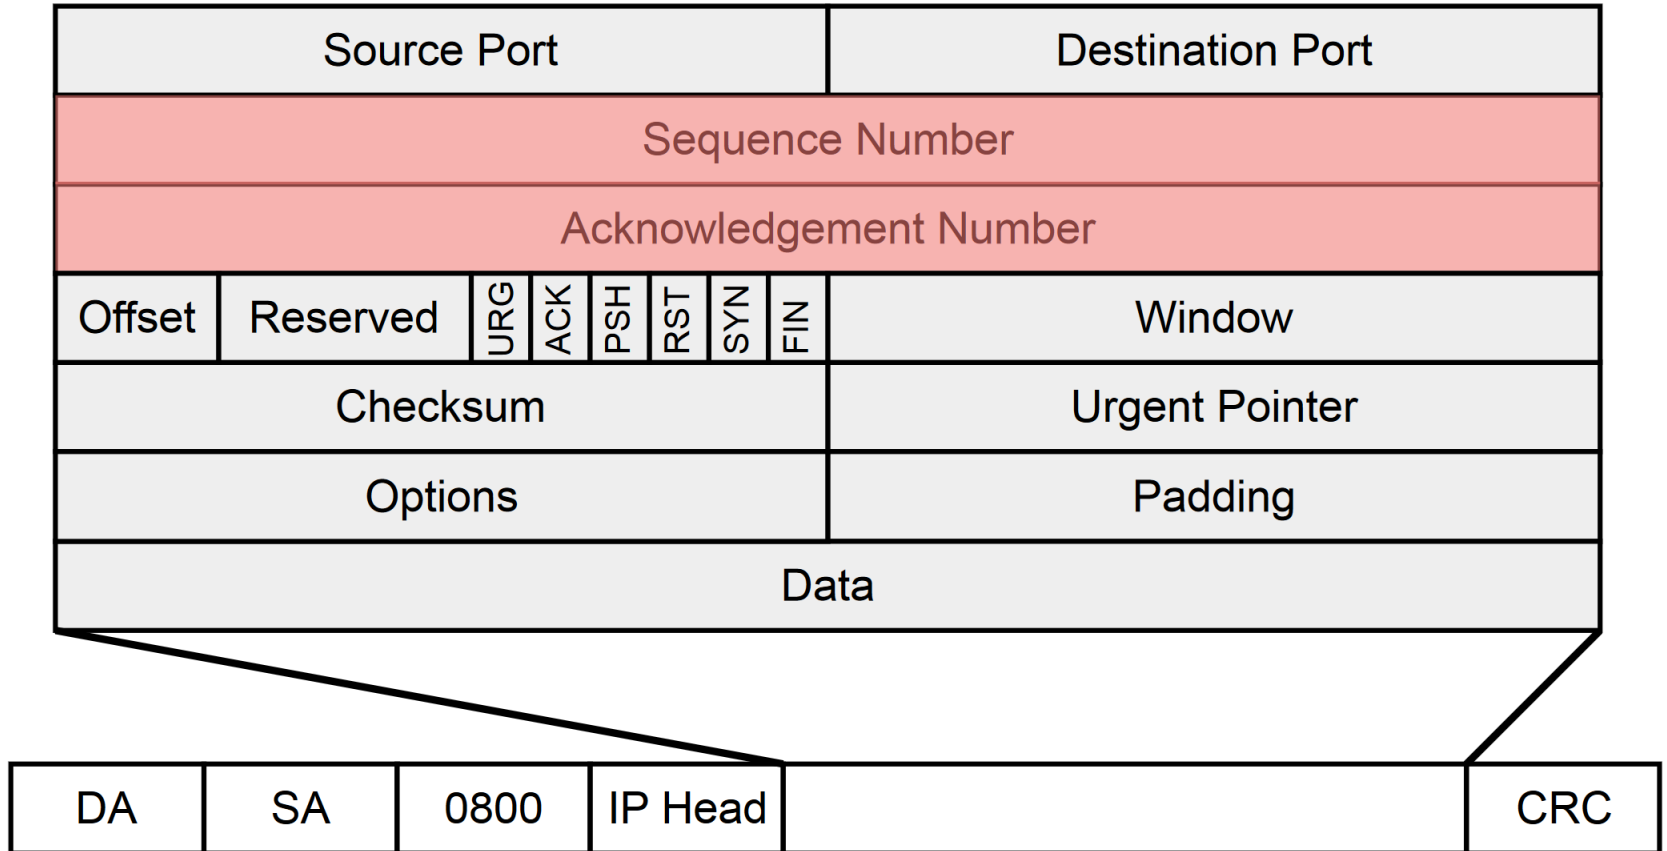 Source Port Destination Port
Sequence Number
Acknowledgement Number
Offset Reserved URG ACK PSH RST SYN FIN Window
Checksum Urgent Pointer
Options Padding
Data
DA SA 0800 IP Head CRC